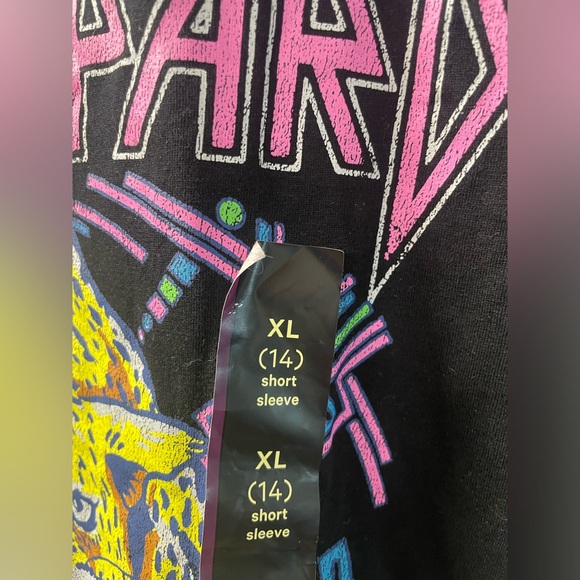 PARD
XL
(14)
short
sleeve
XL
(14)
short
sleeve